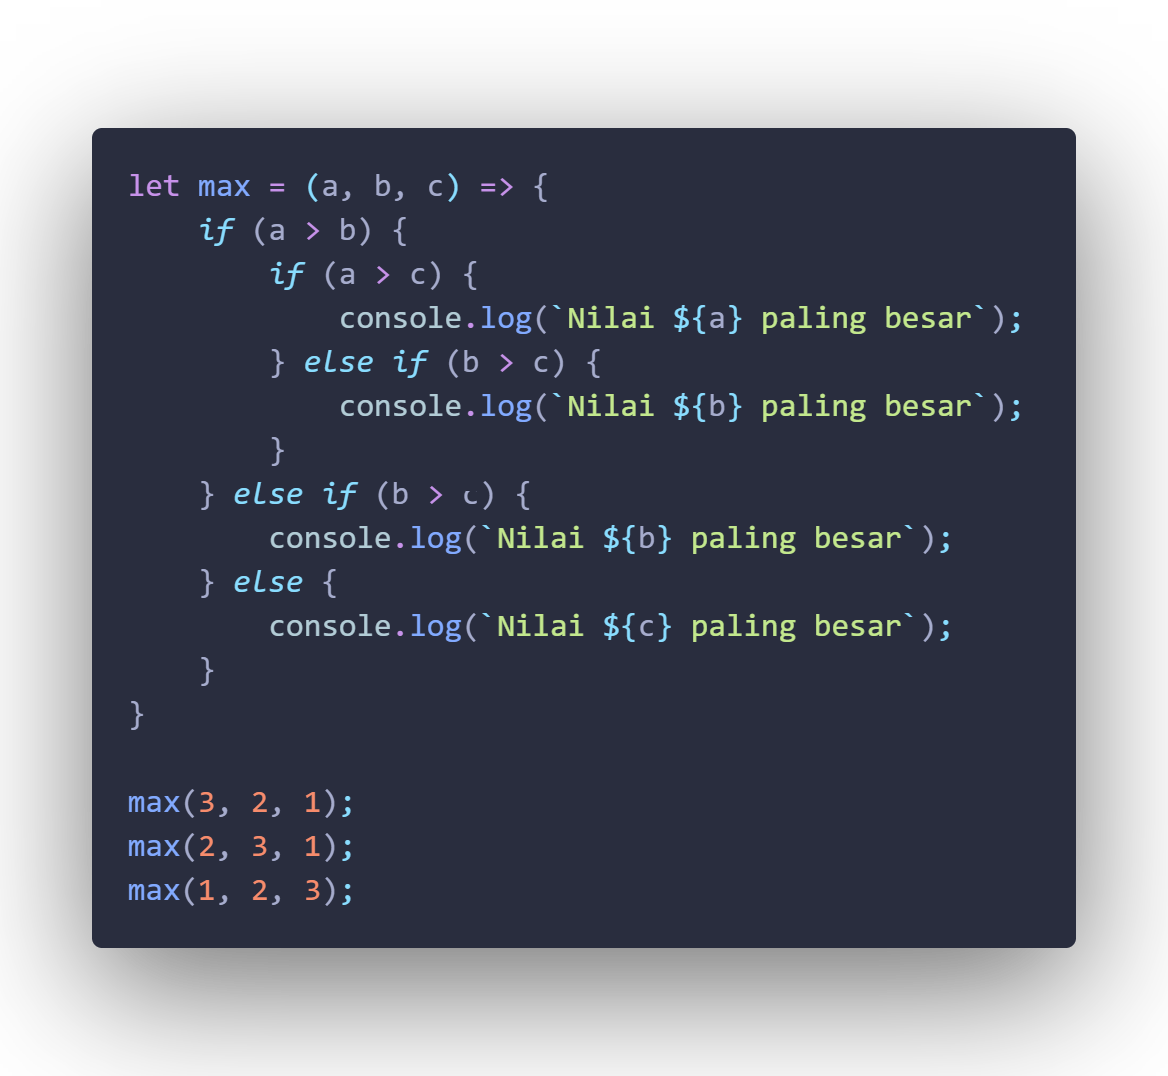 let max = (a, b, c) => {
    if (a > b) {
        if (a > c) {
            console.log(`Nilai ${a} paling besar`);
        } else if (b > c) {
            console.log(`Nilai ${b} paling besar`);
        }
    } else if (b > c) {
        console.log(`Nilai ${b} paling besar`);
    } else {
        console.log(`Nilai ${c} paling besar`);
    }
}

max(3, 2, 1);
max(2, 3, 1);
max(1, 2, 3);